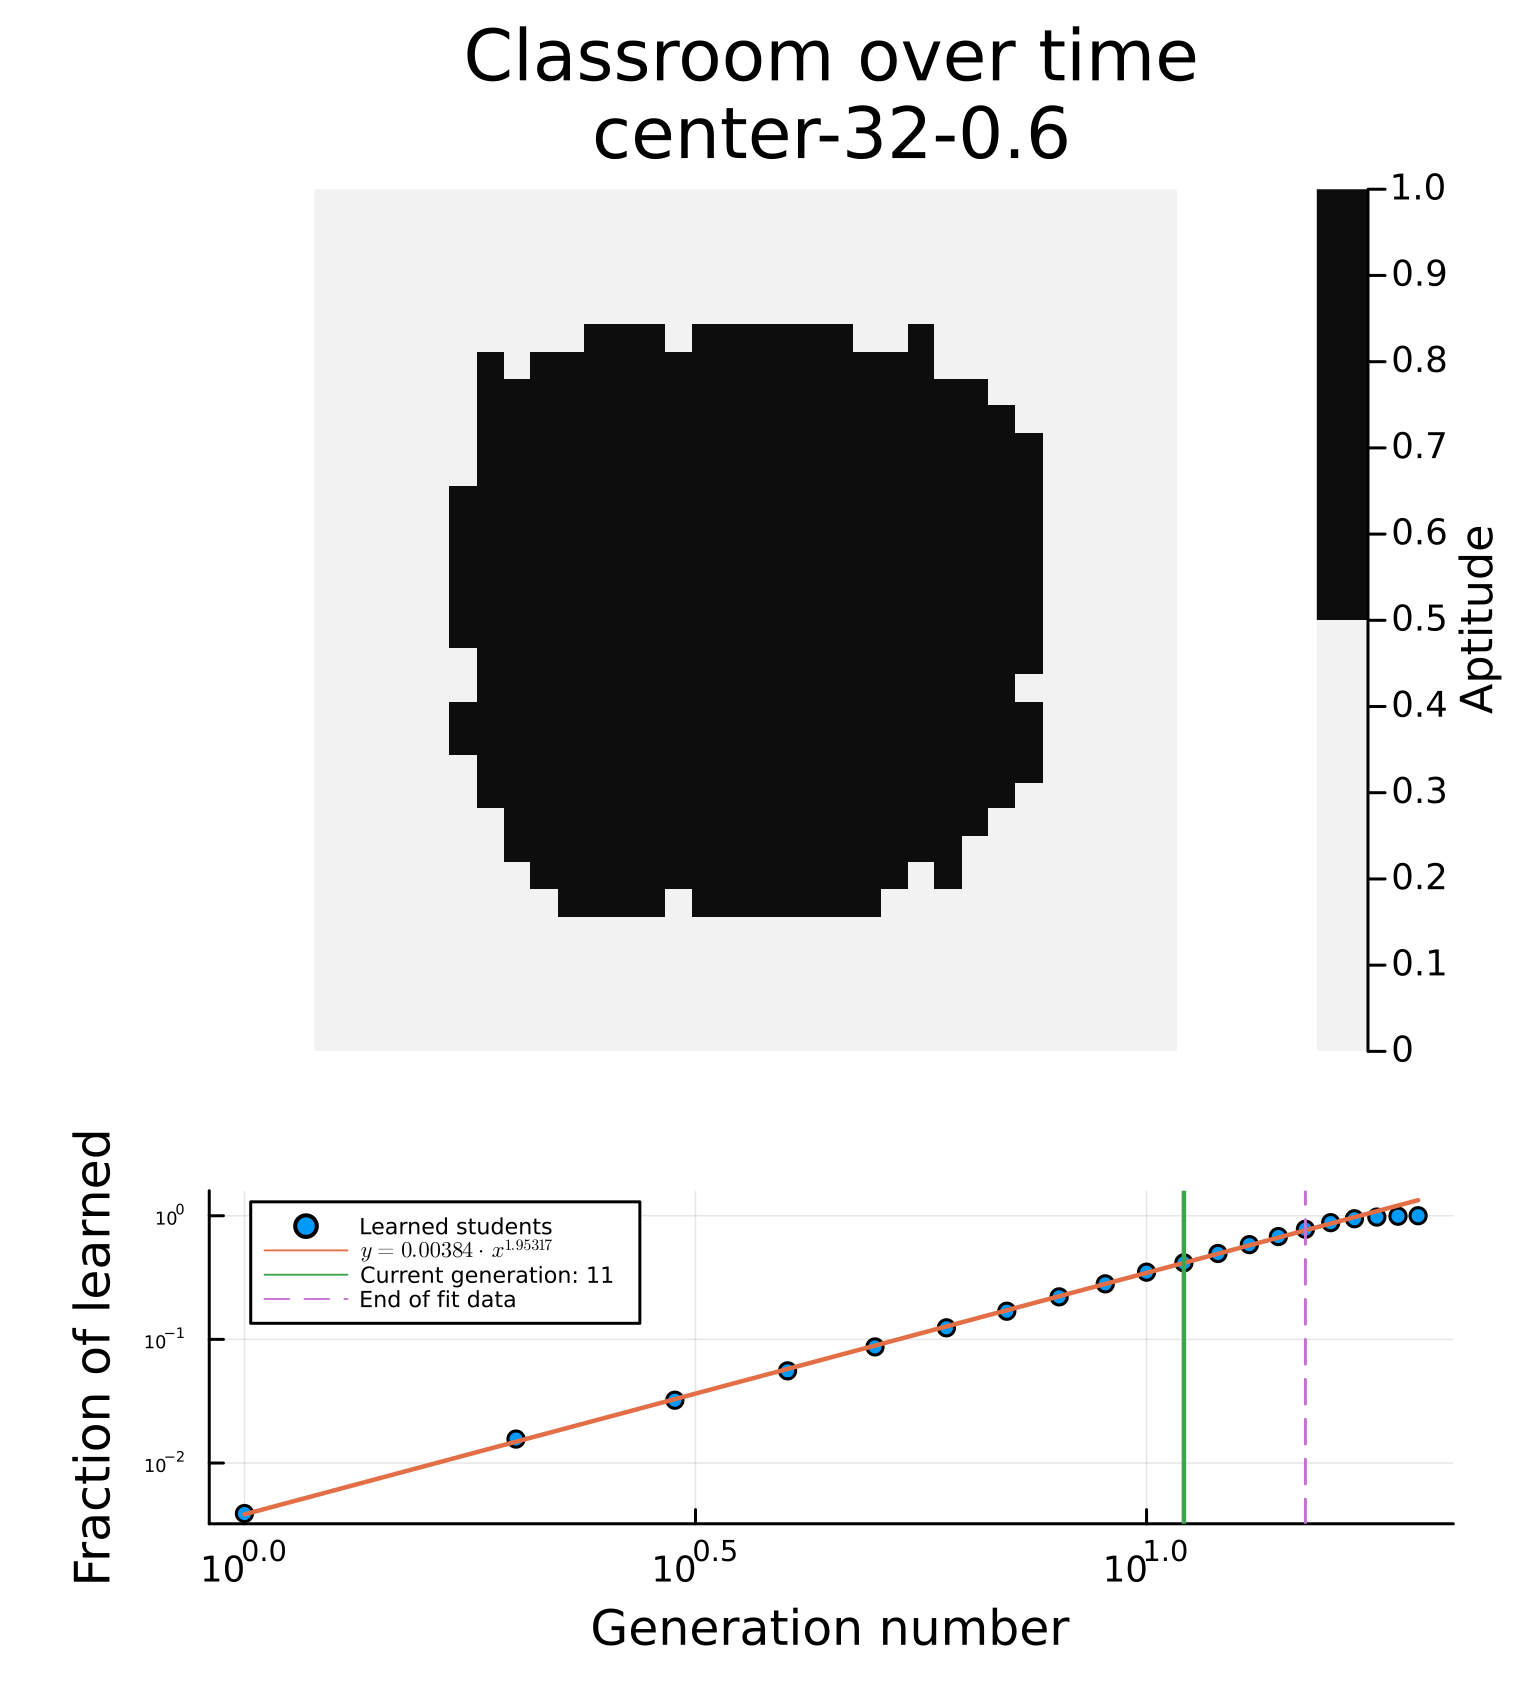 Classroom over time
center-32-0.6
1.0
0.9
0.8
0.7
0.6
0.5
0.4
0.3
0.2
0.1
0
Aptitude
Fraction of learned
10⁰
10⁻¹
10⁻²
Learned students
y = 0.00384 · x^1.95317
Current generation: 11
End of fit data
10^0.0
10^0.5
10^1.0
Generation number